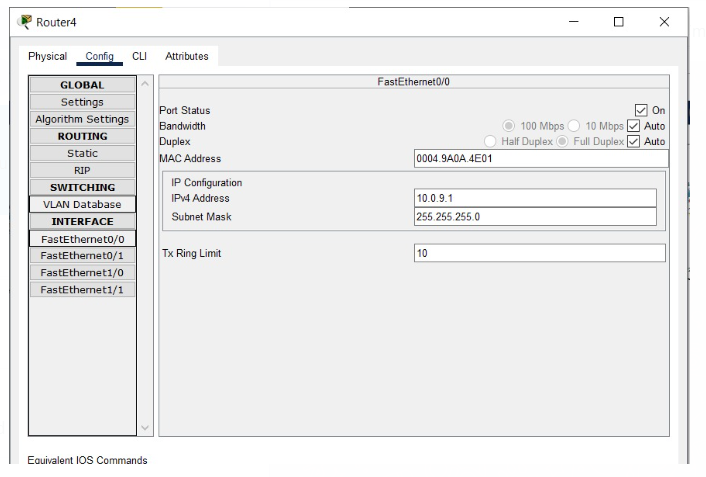 Router4
Physical Config CLI Attributes
GLOBAL
Settings
Algorithm Settings
ROUTING
Static
RIP
SWITCHING
VLAN Database
INTERFACE
FastEthernet0/0
FastEthernet0/1
FastEthernet1/0
FastEthernet1/1
FastEthernet0/0
Port Status On
Bandwidth 100 Mbps 10 Mbps Auto
Duplex Half Duplex Full Duplex Auto
MAC Address 0004.9A0A.4E01
IP Configuration
IPv4 Address 10.0.9.1
Subnet Mask 255.255.255.0
Tx Ring Limit 10
Equivalent IOS Commands